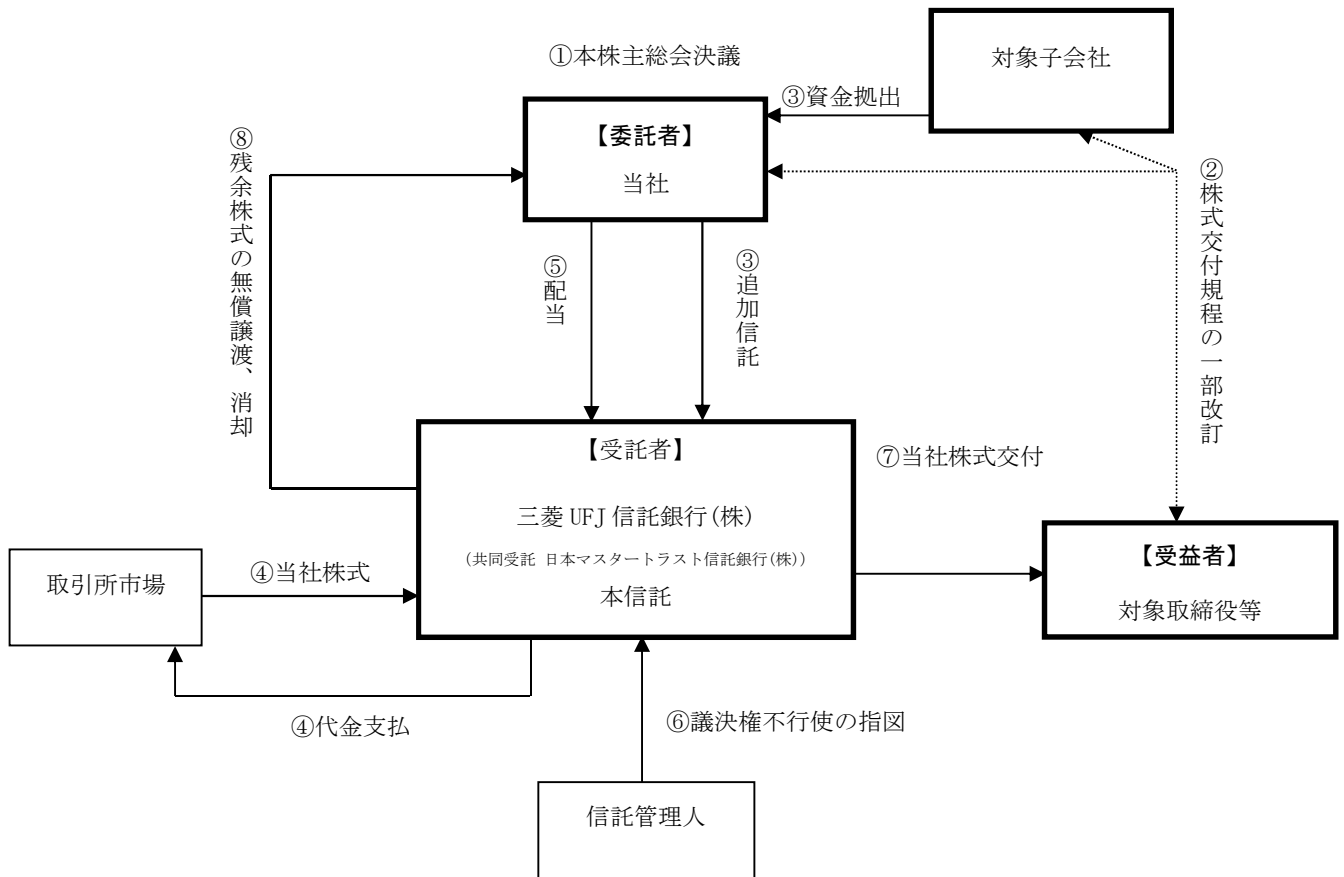 ①本株主総会決議
対象子会社
③資金拠出
【委託者】
当社
⑧残余株式の無償譲渡、消却
②株式交付規程の一部改訂
⑤配当
③追加信託
【受託者】
三菱 UFJ 信託銀行(株)
(共同受託 日本マスタートラスト信託銀行(株))
本信託
⑦当社株式交付
【受益者】
対象取締役等
取引所市場
④当社株式
④代金支払
⑥議決権不行使の指図
信託管理人